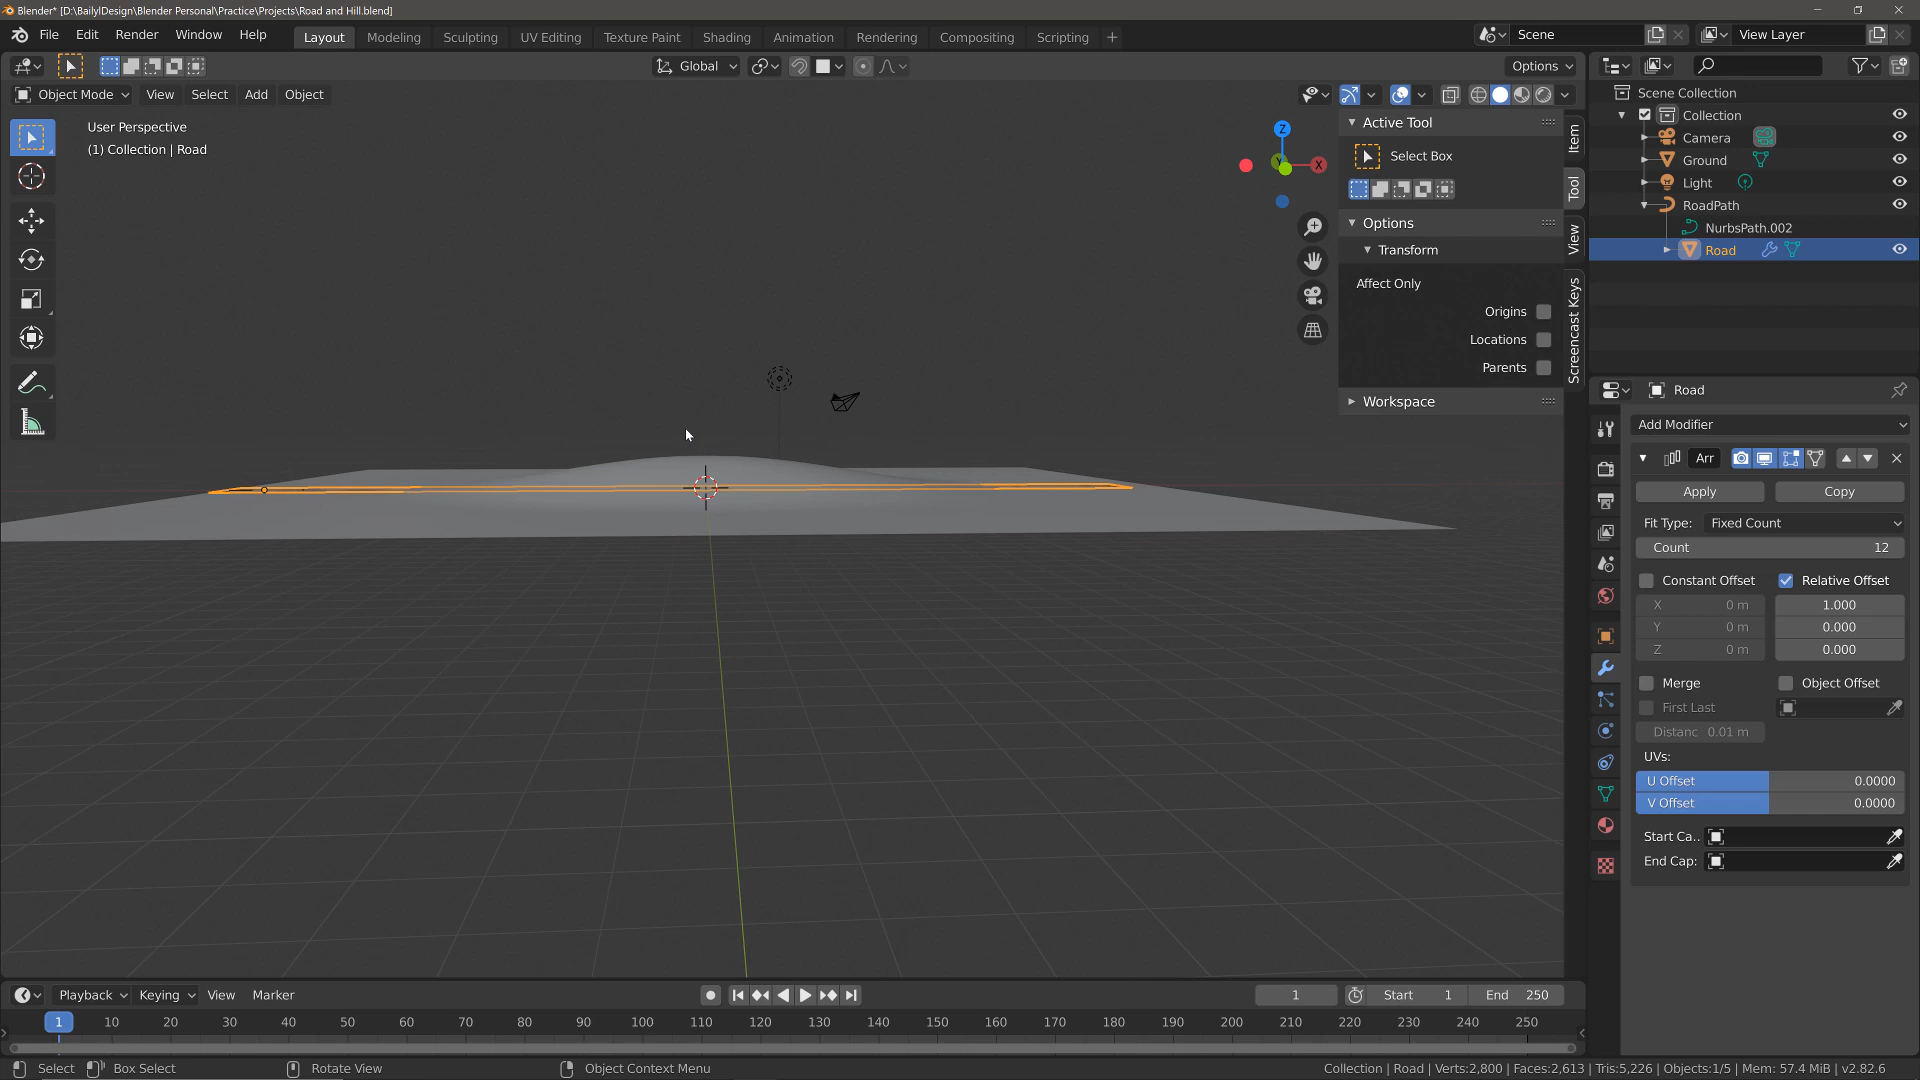 Blender* [D:\BailylDesign\Blender Personal\Practice\Projects\Road and Hill.blend]
File Edit Render Window Help Layout Modeling Sculpting UV Editing Texture Paint Shading Animation Rendering Compositing Scripting + Scene View Layer
Global Options
Object Mode View Select Add Object
User Perspective
(1) Collection | Road
Z
Y
X
Active Tool
Select Box
Options
Transform
Affect Only
Origins
Locations
Parents
Workspace
Item
Tool
View
Screencast Keys
Scene Collection
Collection
Camera
Ground
Light
RoadPath
NurbsPath.002
Road
Road
Add Modifier
Arr
Apply Copy
Fit Type: Fixed Count
Count 12
Constant Offset Relative Offset
X 0 m 1.000
Y 0 m 0.000
Z 0 m 0.000
Merge Object Offset
First Last
Distanc 0.01 m
UVs:
U Offset 0.0000
V Offset 0.0000
Start Ca..
End Cap:
Playback Keying View Marker 1 Start 1 End 250
1 10 20 30 40 50 60 70 80 90 100 110 120 130 140 150 160 170 180 190 200 210 220 230 240 250
Select Box Select Rotate View Object Context Menu Collection | Road | Verts:2,800 | Faces:2,613 | Tris:5,226 | Objects:1/5 | Mem: 57.4 MiB | v2.82.6